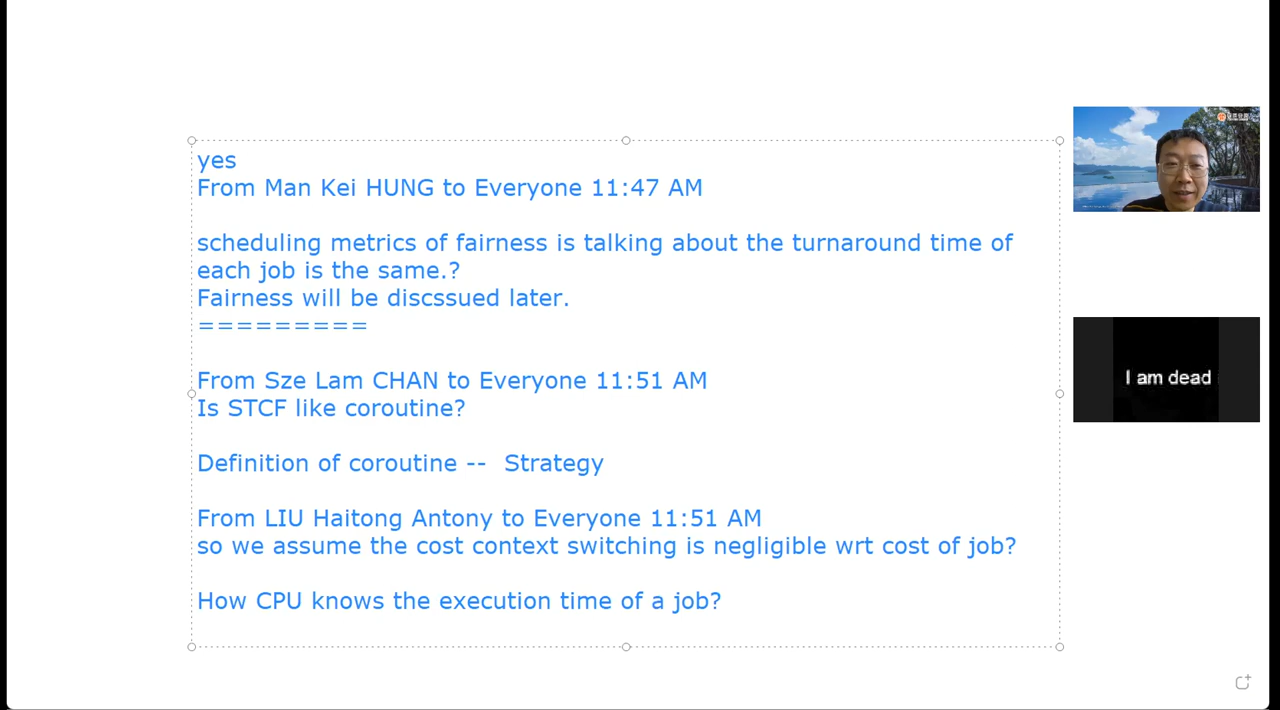 yes
From Man Kei HUNG to Everyone 11:47 AM
scheduling metrics of fairness is talking about the turnaround time of
each job is the same.?
Fairness will be discssued later.
=========
From Sze Lam CHAN to Everyone 11:51 AM
Is STCF like coroutine?
Definition of coroutine -- Strategy
From LIU Haitong Antony to Everyone 11:51 AM
so we assume the cost context switching is negligible wrt cost of job?
How CPU knows the execution time of a job?
I am dead